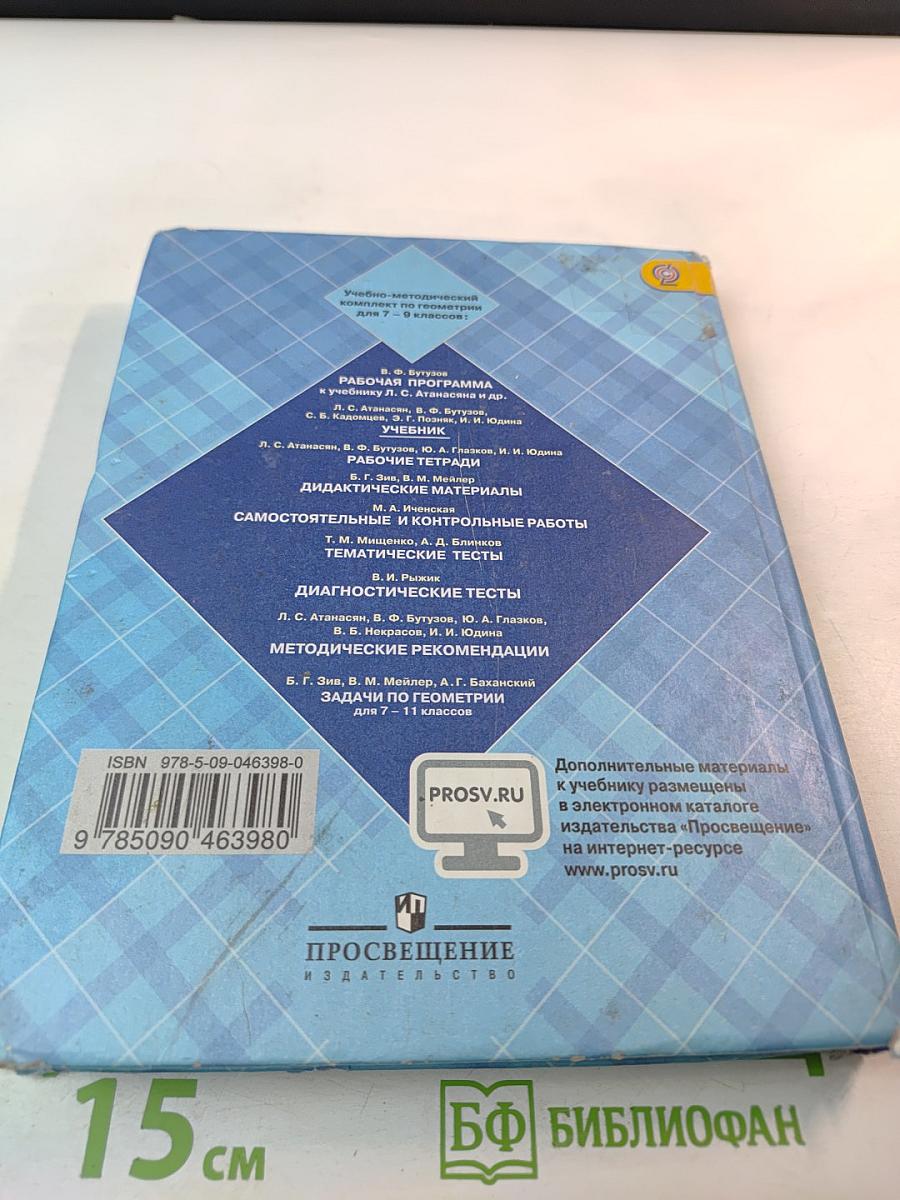 Учебно-методический
комплект по геометрии
для 7 – 9 классов:
В. Ф. Бутузов
РАБОЧАЯ ПРОГРАММА
к учебнику Л. С. Атанасяна и др.
Л. С. Атанасян, В. Ф. Бутузов,
С. Б. Кадомцев, Э. Г. Позняк, И. И. Юдина
УЧЕБНИК
Л. С. Атанасян, В. Ф. Бутузов, Ю. А. Глазков, И. И. Юдина
РАБОЧИЕ ТЕТРАДИ
Б. Г. Зив, В. М. Мейлер
ДИДАКТИЧЕСКИЕ МАТЕРИАЛЫ
М. А. Иченская
САМОСТОЯТЕЛЬНЫЕ И КОНТРОЛЬНЫЕ РАБОТЫ
Т. М. Мищенко, А. Д. Блинков
ТЕМАТИЧЕСКИЕ ТЕСТЫ
В. И. Рыжик
ДИАГНОСТИЧЕСКИЕ ТЕСТЫ
Л. С. Атанасян, В. Ф. Бутузов, Ю. А. Глазков,
В. Б. Некрасов, И. И. Юдина
МЕТОДИЧЕСКИЕ РЕКОМЕНДАЦИИ
Б. Г. Зив, В. М. Мейлер, А. Г. Баханский
ЗАДАЧИ ПО ГЕОМЕТРИИ
для 7 – 11 классов
ISBN 978-5-09-046398-0
9 785090 463980
PROSV.RU
Дополнительные материалы
к учебнику размещены
в электронном каталоге
издательства «Просвещение»
на интернет-ресурсе
www.prosv.ru
ИП
ПРОСВЕЩЕНИЕ
ИЗДАТЕЛЬСТВО
15 см
БФ БИБЛИОФАН